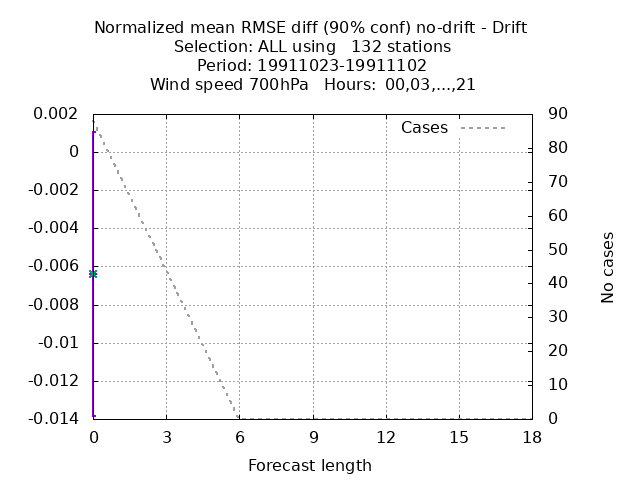 Normalized mean RMSE diff (90% conf) no-drift - Drift
Selection: ALL using   132 stations
Period: 19911023-19911102
Wind speed 700hPa   Hours: 00,03,...,21
Cases
0.002
0
-0.002
-0.004
-0.006
-0.008
-0.01
-0.012
-0.014
90
80
70
60
50
40
30
20
10
0
No cases
0 3 6 9 12 15 18
Forecast length